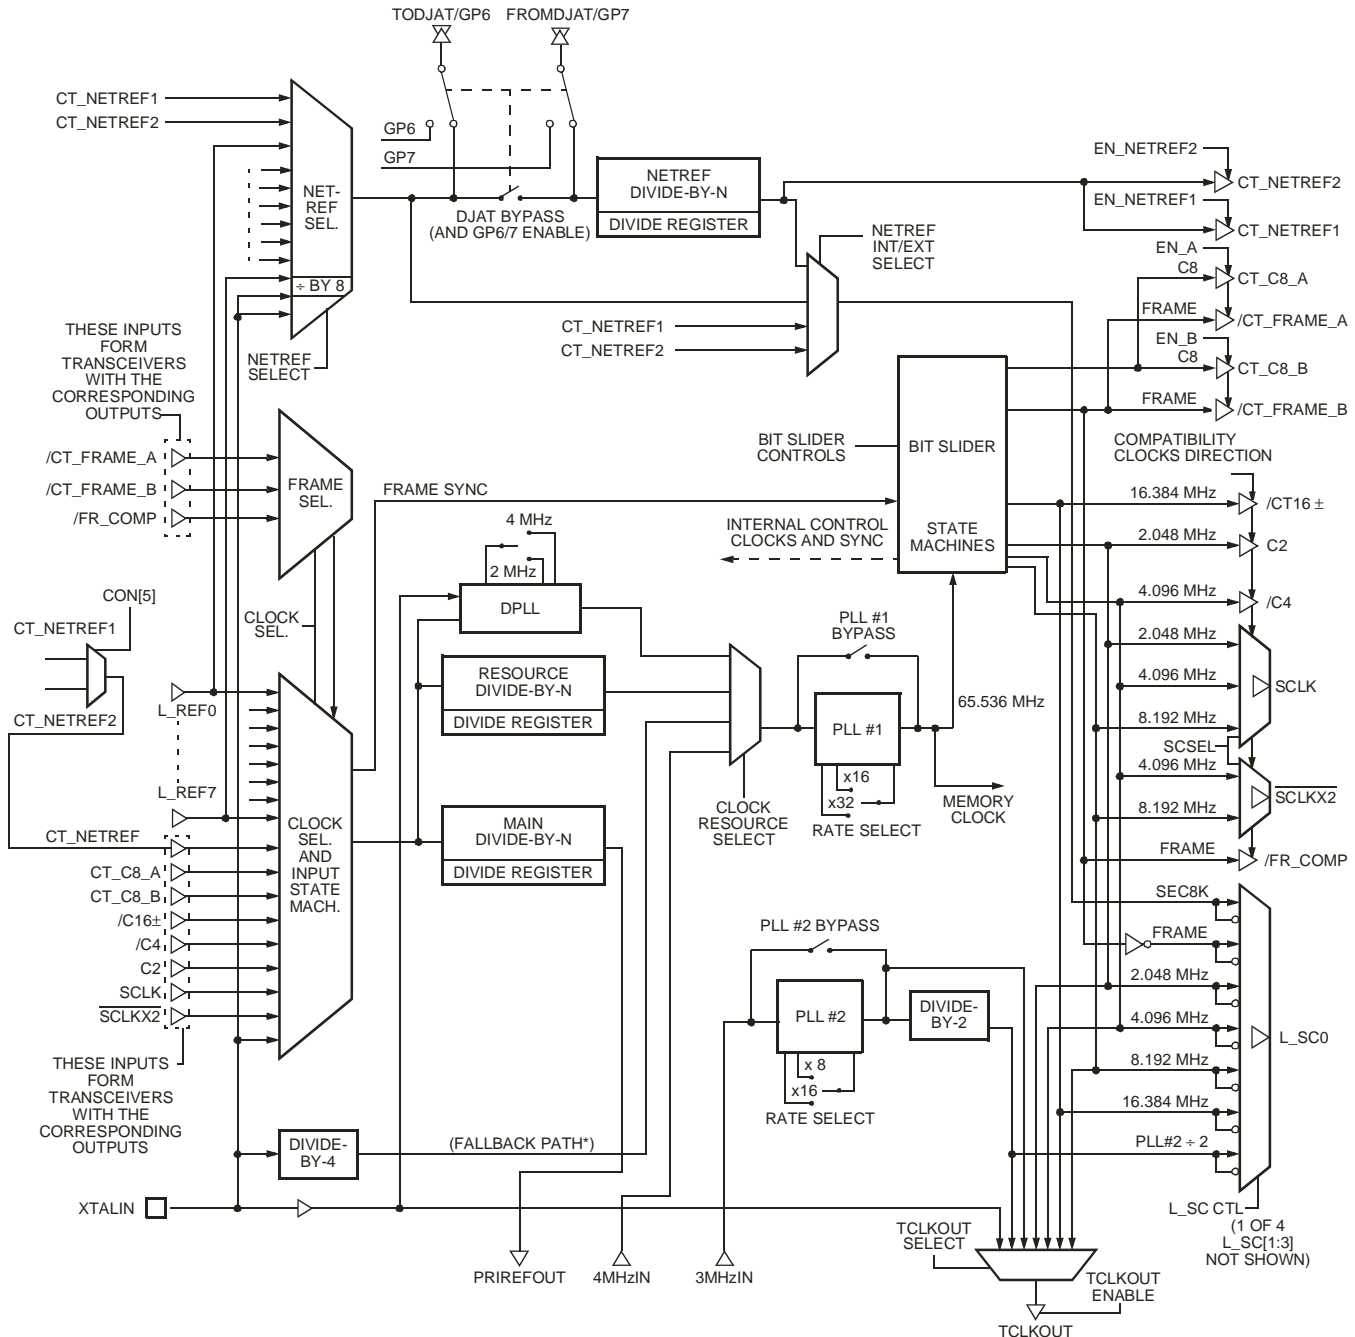 TODJAT/GP6
FROMDJAT/GP7
CT_NETREF1
CT_NETREF2
GP6
GP7
NET-
REF
SEL.
÷ BY 8
NETREF
SELECT
DJAT BYPASS
(AND GP6/7 ENABLE)
NETREF
DIVIDE-BY-N
DIVIDE REGISTER
NETREF
INT/EXT
SELECT
CT_NETREF1
CT_NETREF2
EN_NETREF2
CT_NETREF2
EN_NETREF1
CT_NETREF1
EN_A
C8
CT_C8_A
FRAME
/CT_FRAME_A
EN_B
C8
CT_C8_B
FRAME
/CT_FRAME_B
THESE INPUTS
FORM
TRANSCEIVERS
WITH THE
CORRESPONDING
OUTPUTS
/CT_FRAME_A
/CT_FRAME_B
/FR_COMP
FRAME
SEL.
FRAME SYNC
BIT SLIDER
CONTROLS
BIT SLIDER
STATE
MACHINES
INTERNAL CONTROL
CLOCKS AND SYNC
COMPATIBILITY
CLOCKS DIRECTION
16.384 MHz
/CT16 ±
2.048 MHz
C2
4.096 MHz
/C4
2.048 MHz
4.096 MHz
SCLK
8.192 MHz
SCSEL
4.096 MHz
SCLKX2
8.192 MHz
FRAME
/FR_COMP
4 MHz
2 MHz
DPLL
CLOCK
SEL.
CON[5]
CT_NETREF1
CT_NETREF2
L_REF0
L_REF7
CT_NETREF
CT_C8_A
CT_C8_B
/C16±
/C4
C2
SCLK
SCLKX2
CLOCK
SEL.
AND
INPUT
STATE
MACH.
RESOURCE
DIVIDE-BY-N
DIVIDE REGISTER
MAIN
DIVIDE-BY-N
DIVIDE REGISTER
CLOCK
RESOURCE
SELECT
PLL #1
BYPASS
PLL #1
x16
x32
RATE SELECT
65.536 MHz
MEMORY
CLOCK
PLL #2 BYPASS
PLL #2
x 8
x16
RATE SELECT
DIVIDE-
BY-2
SEC8K
FRAME
2.048 MHz
4.096 MHz
L_SC0
8.192 MHz
16.384 MHz
PLL#2 ÷ 2
L_SC CTL
(1 OF 4
L_SC[1:3]
NOT SHOWN)
THESE INPUTS
FORM
TRANSCEIVERS
WITH THE
CORRESPONDING
OUTPUTS
DIVIDE-
BY-4
(FALLBACK PATH*)
XTALIN
PRIREFOUT
4MHzIN
3MHzIN
TCLKOUT
SELECT
TCLKOUT
ENABLE
TCLKOUT